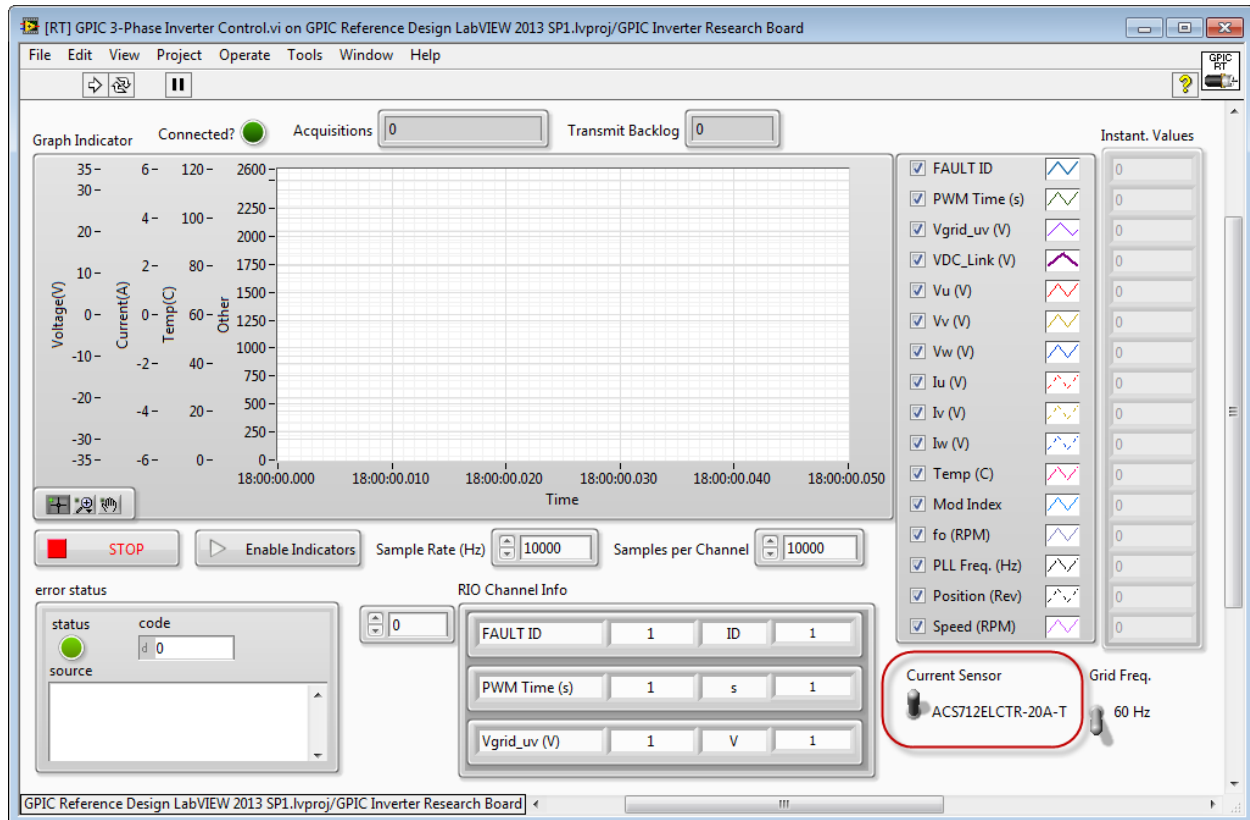 [RT] GPIC 3-Phase Inverter Control.vi on GPIC Reference Design LabVIEW 2013 SP1.lvproj/GPIC Inverter Research Board
File Edit View Project Operate Tools Window Help
GPIC
RT
Graph Indicator Connected? Acquisitions 0 Transmit Backlog 0 Instant. Values
35 6 120 2600
30
4 100 2250
20 2000
10 2 80 1750
1500
0 0 60 1250
1000
-10 -2 40 750
-20 -4 20 500
-30 250
-35 -6 0 0
Voltage(V)
Current(A)
Temp(C)
Other
18:00:00.000 18:00:00.010 18:00:00.020 18:00:00.030 18:00:00.040 18:00:00.050
Time
FAULT ID 0
PWM Time (s) 0
Vgrid_uv (V) 0
VDC_Link (V) 0
Vu (V) 0
Vv (V) 0
Vw (V) 0
Iu (V) 0
Iv (V) 0
Iw (V) 0
Temp (C) 0
Mod Index 0
fo (RPM) 0
PLL Freq. (Hz) 0
Position (Rev) 0
Speed (RPM) 0
STOP Enable Indicators Sample Rate (Hz) 10000 Samples per Channel 10000
error status
status code
d 0
source
RIO Channel Info
0
FAULT ID 1 ID 1
PWM Time (s) 1 s 1
Vgrid_uv (V) 1 V 1
Current Sensor
ACS712ELCTR-20A-T
Grid Freq.
60 Hz
GPIC Reference Design LabVIEW 2013 SP1.lvproj/GPIC Inverter Research Board